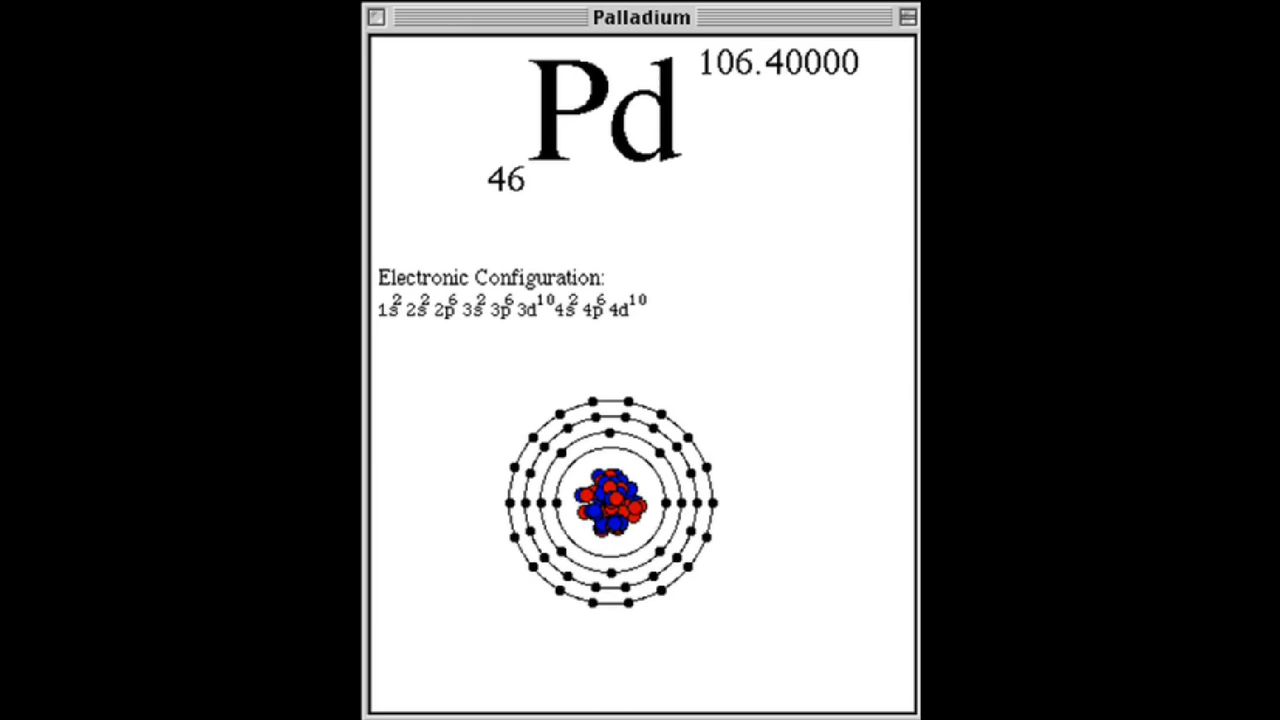 Palladium
Pd
106.40000
46
Electronic Configuration:
1s² 2s² 2p⁶ 3s² 3p⁶ 3d¹⁰ 4s² 4p⁶ 4d¹⁰